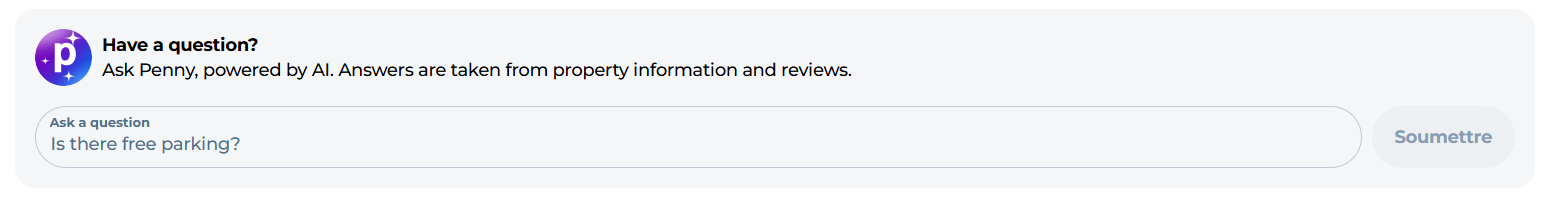 p
Have a question?
Ask Penny, powered by AI. Answers are taken from property information and reviews.
Ask a question
Is there free parking?
Soumettre